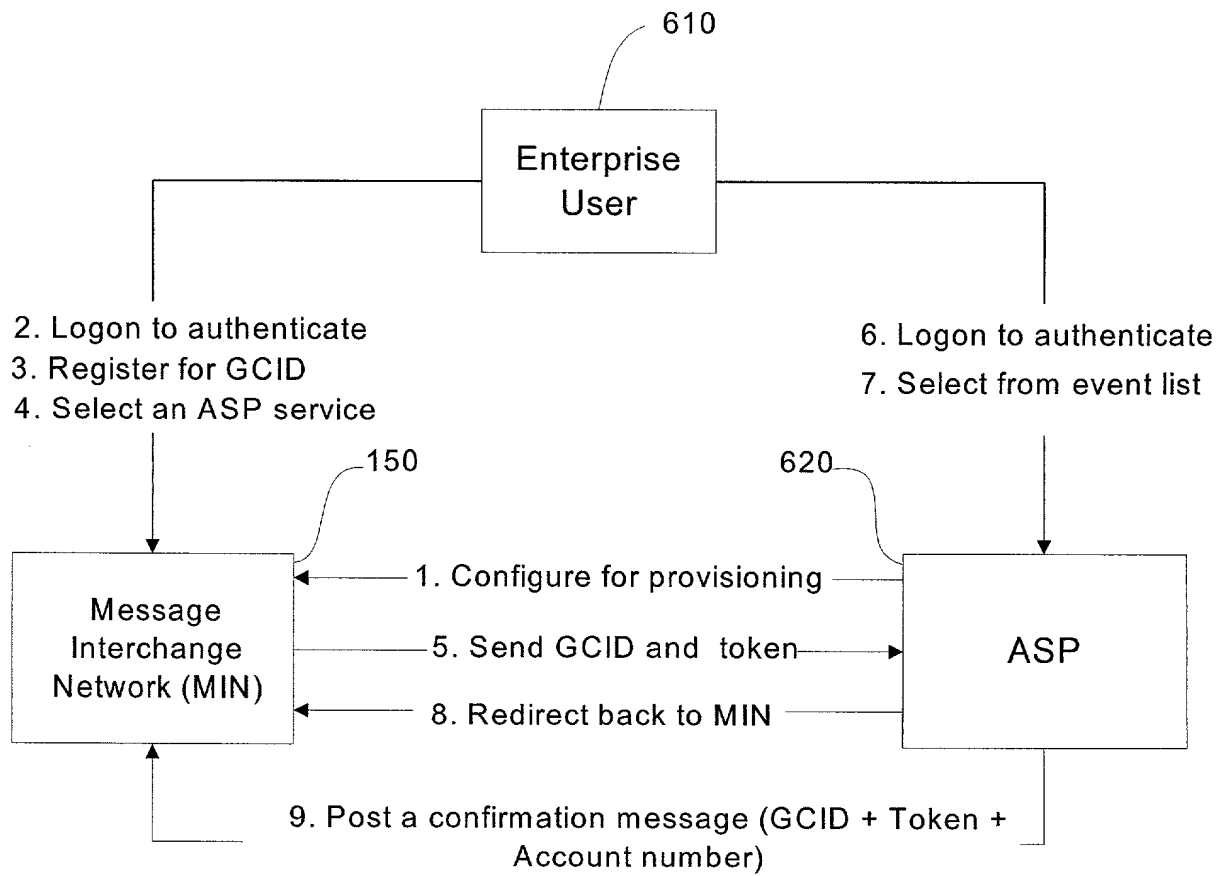 610
Enterprise
User
2. Logon to authenticate
3. Register for GCID
4. Select an ASP service
6. Logon to authenticate
7. Select from event list
150
620
Message
Interchange
Network (MIN)
1. Configure for provisioning
5. Send GCID and token
8. Redirect back to MIN
ASP
9. Post a confirmation message (GCID + Token +
Account number)